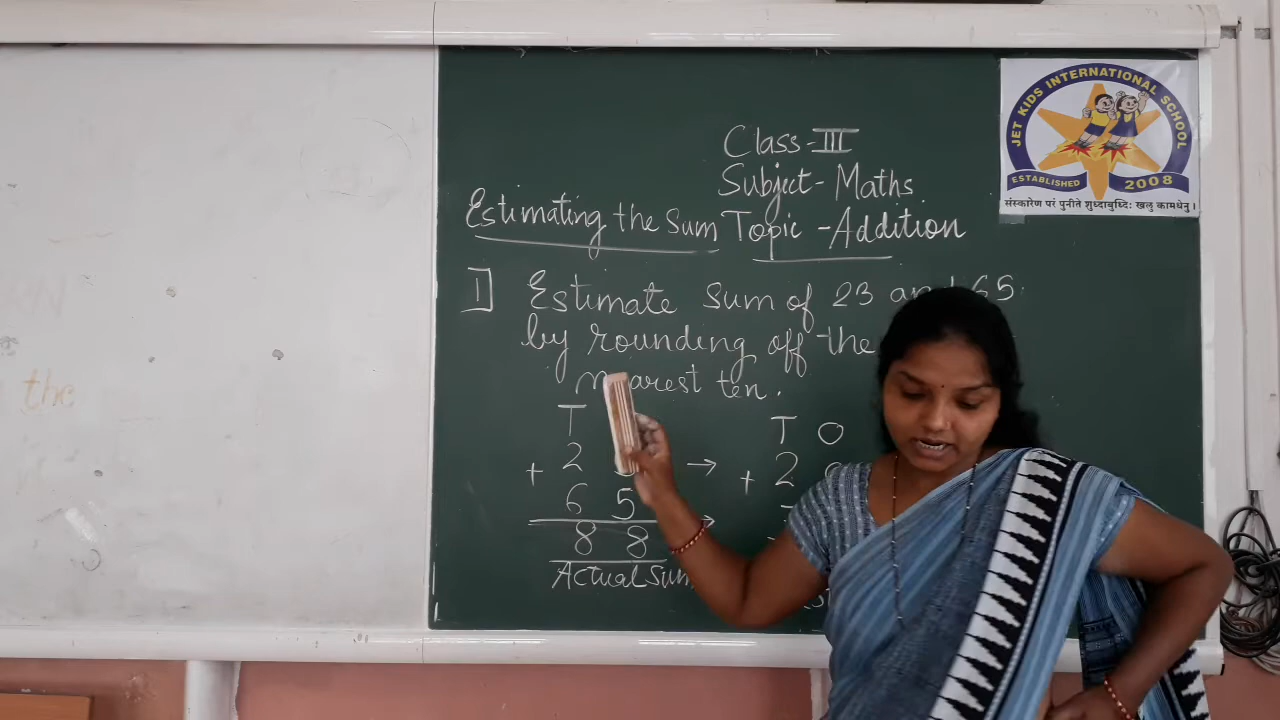 JET KIDS INTERNATIONAL SCHOOL
ESTABLISHED 2008
संस्कारेण परं पुनीते शुध्दाबुध्दिः खलु कामधेनु।
Class-III
Subject-Maths
Estimating the Sum Topic -Addition
1] Estimate sum of 23 and 65
by rounding off the
nearest ten.
T T O
+ 2 → + 2
6 5
8 8
Actual Sum
the